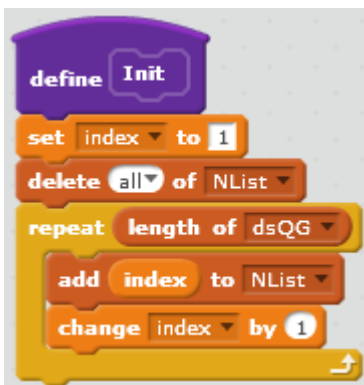 define Init
set index to 1
delete all of NList
repeat length of dsQG
add index to NList
change index by 1